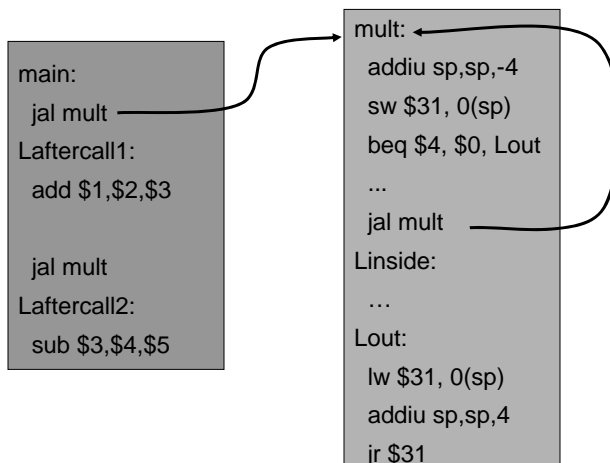 main:
jal mult
Laftercall1:
add $1,$2,$3
jal mult
Laftercall2:
sub $3,$4,$5
mult:
addiu sp,sp,-4
sw $31, 0(sp)
beq $4, $0, Lout
...
jal mult
Linside:
…
Lout:
lw $31, 0(sp)
addiu sp,sp,4
jr $31